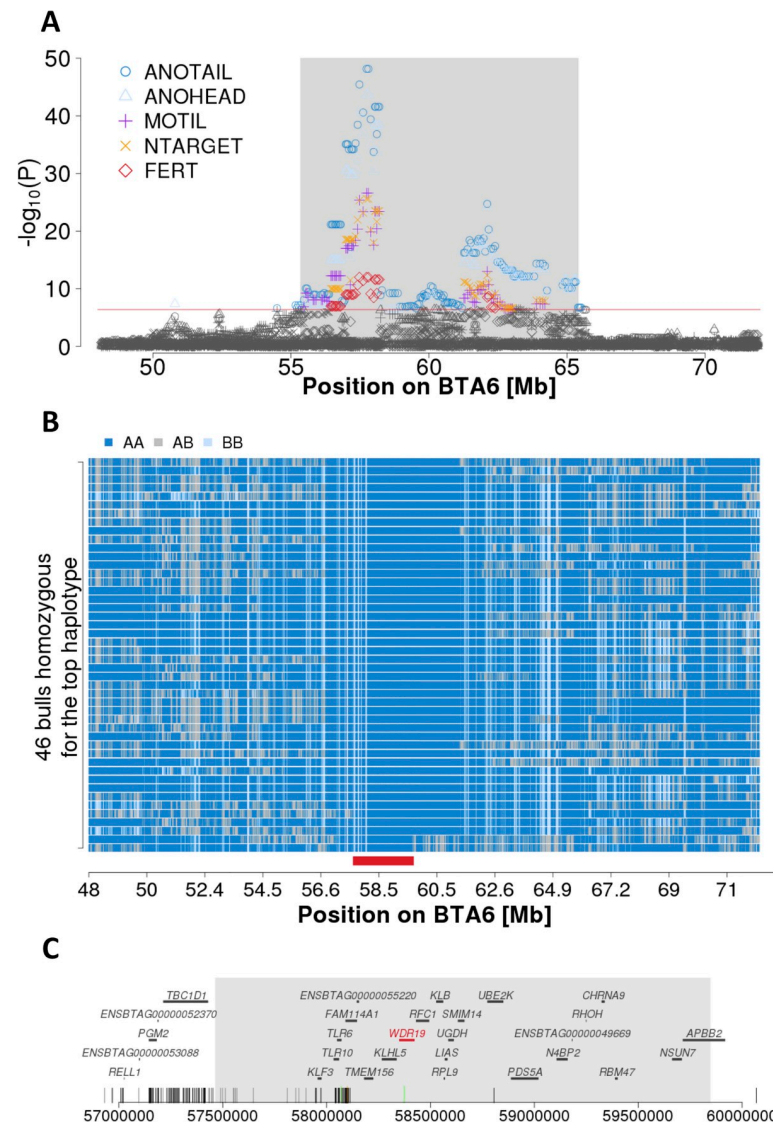 A
50
40
30
20
10
0
-log10(P)
ANOTAIL
ANOHEAD
MOTIL
NTARGET
FERT
50 55 60 65 70
Position on BTA6 [Mb]
B
AA AB BB
46 bulls homozygous
for the top haplotype
48 50 52.4 54.5 56.6 58.5 60.5 62.6 64.9 67.2 69 71
Position on BTA6 [Mb]
C
TBC1D1 ENSBTAG00000055220 KLB UBE2K CHRNA9
ENSBTAG00000052370 FAM114A1 RFC1 SMIM14 RHOH
PGM2 TLR6 WDR19 UGDH ENSBTAG00000049669 APBB2
ENSBTAG00000053088 TLR10 KLHL5 LIAS N4BP2 NSUN7
RELL1 KLF3 TMEM156 RPL9 PDS5A RBM47
57000000 57500000 58000000 58500000 59000000 59500000 60000000